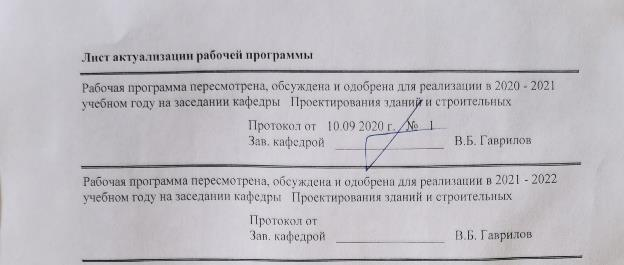 Лист актуализации рабочей программы
Рабочая программа пересмотрена, обсуждена и одобрена для реализации в 2020 - 2021
учебном году на заседании кафедры Проектирования зданий и строительных
Протокол от 10.09 2020 г. № 1
Зав. кафедрой В.Б. Гаврилов
Рабочая программа пересмотрена, обсуждена и одобрена для реализации в 2021 - 2022
учебном году на заседании кафедры Проектирования зданий и строительных
Протокол от
Зав. кафедрой В.Б. Гаврилов